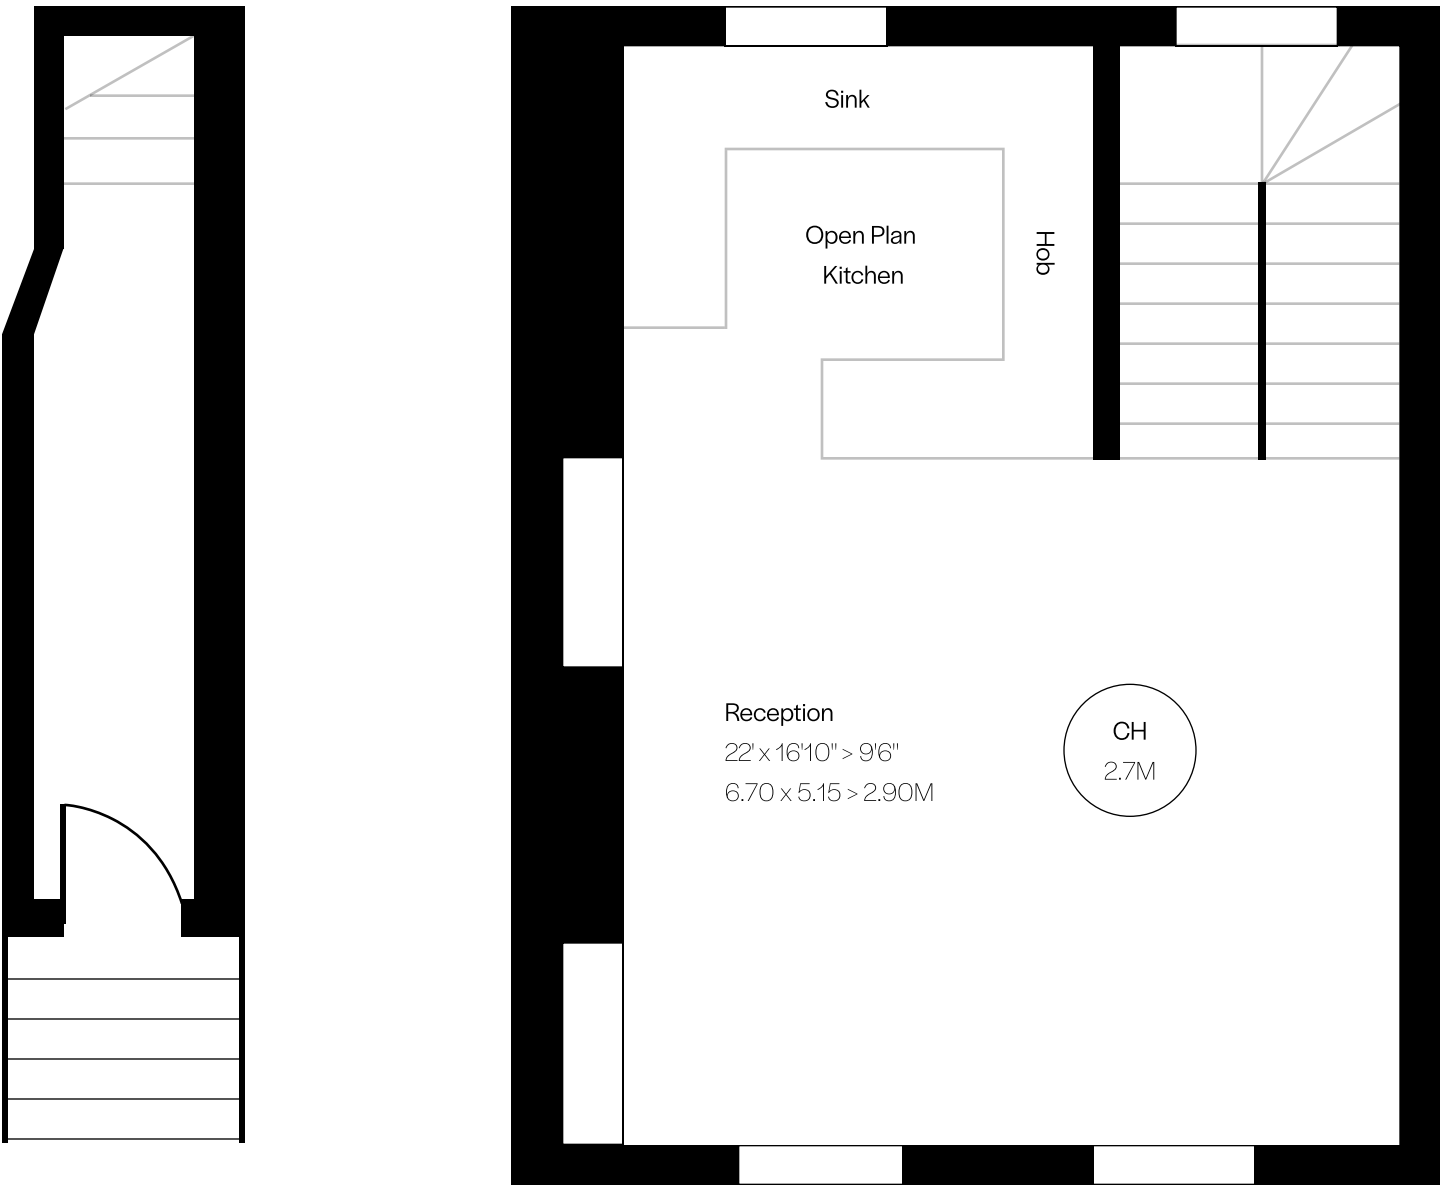 Sink
Open Plan
Kitchen
Hob
Reception
22' x 16'10" > 9'6"
6.70 x 5.15 > 2.90M
CH
2.7M